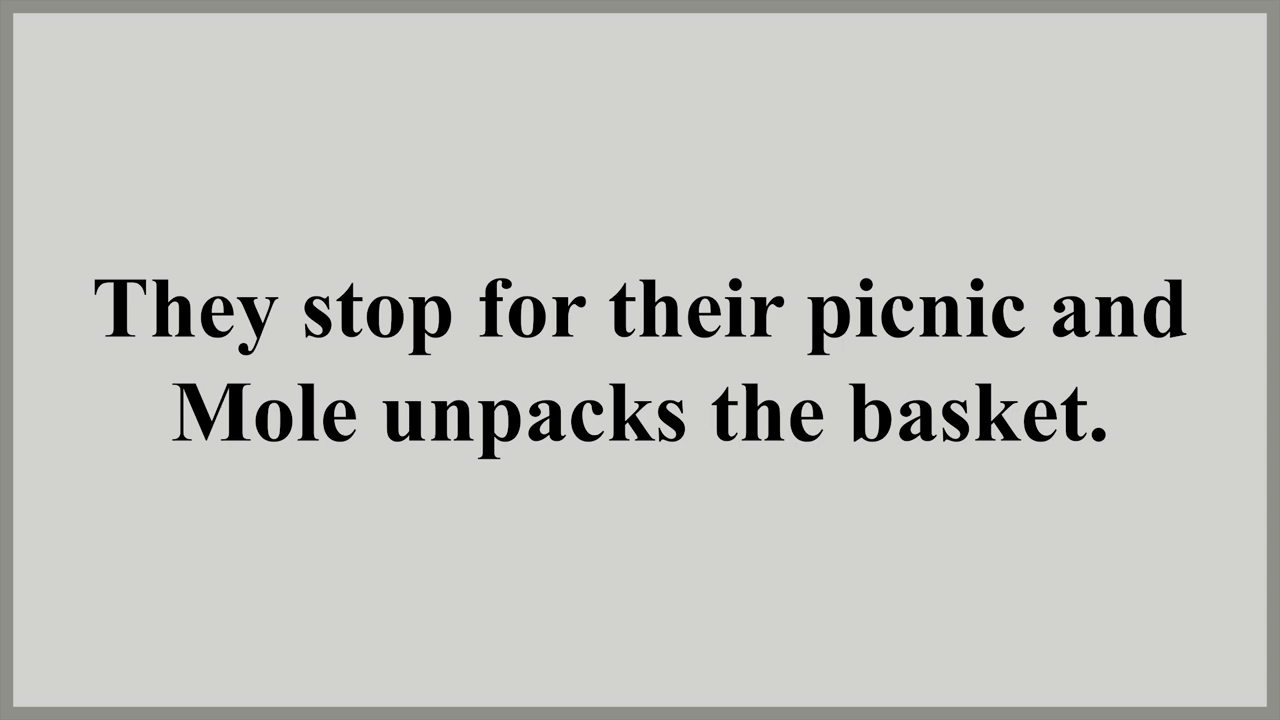 They stop for their picnic and
Mole unpacks the basket.